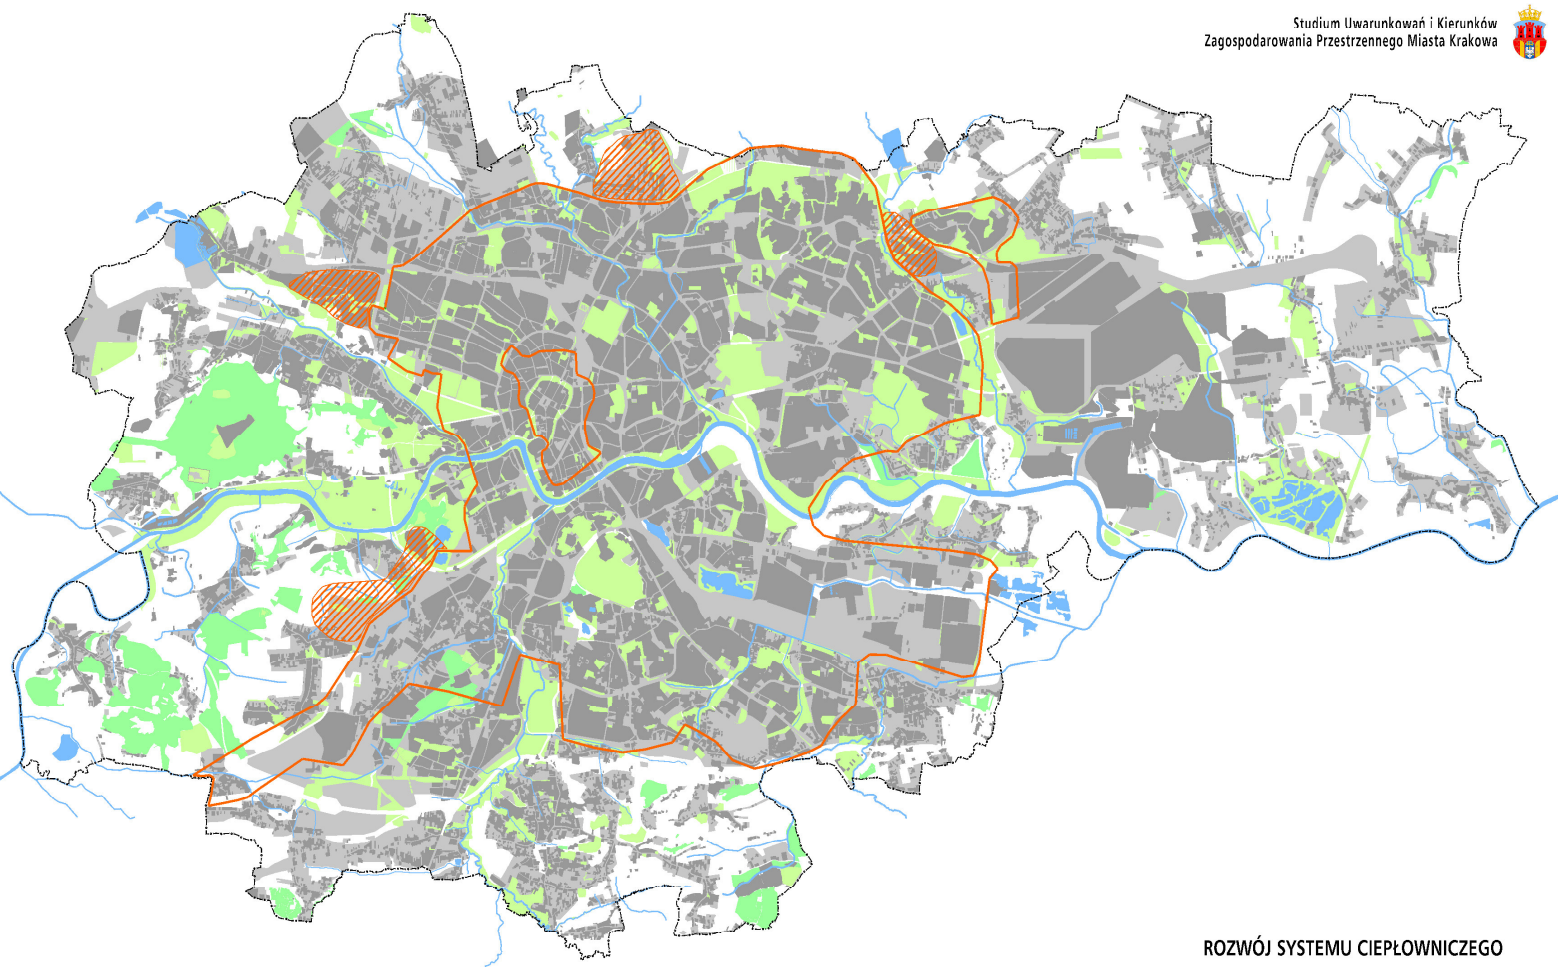 Studium Uwarunkowań i Kierunków
Zagospodarowania Przestrzennego Miasta Krakowa
ROZWÓJ SYSTEMU CIEPŁOWNICZEGO